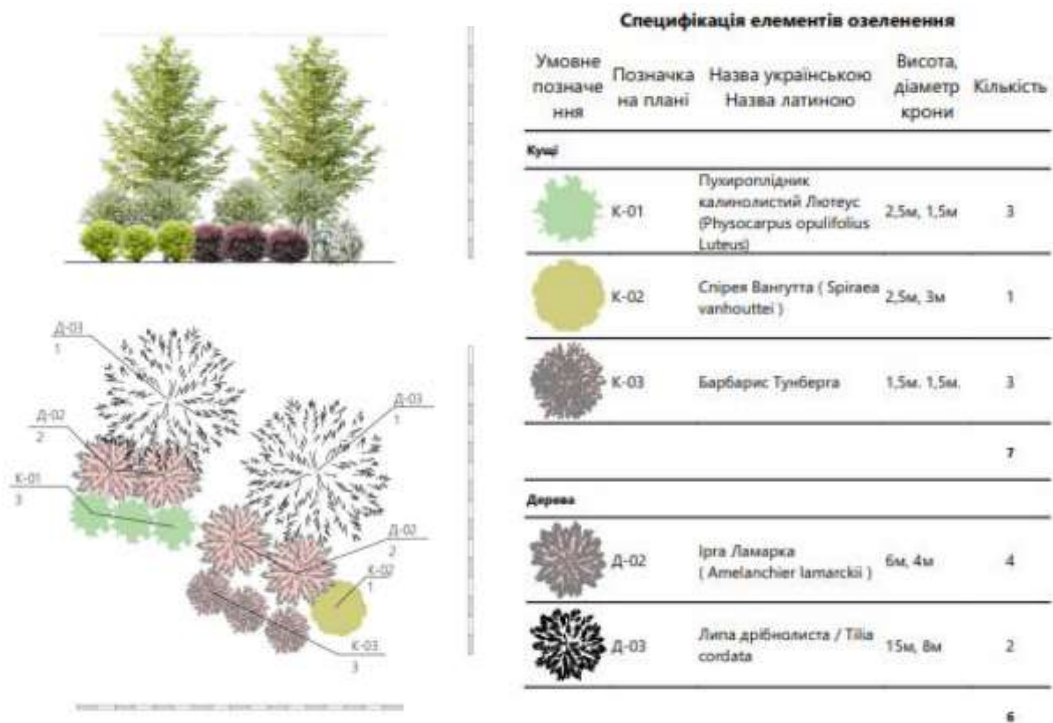 Специфікація елементів озеленення
Умовне
позначе
ння
Позначка
на плані
Назва українською
Назва латиною
Висота,
діаметр
крони
Кількість
Кущі
К-01
Пухироплідник
калинолистий Лютеус
(Physocarpus opulifolius
Luteus)
2,5м, 1,5м
3
К-02
Спірея Вангутта ( Spiraea
vanhouttei )
2,5м, 3м
1
К-03
Барбарис Тунберга
1,5м. 1,5м.
3
7
Дерева
Д-02
Ірга Ламарка
( Amelanchier lamarckii )
6м, 4м
4
Д-03
Липа дрібнолиста / Tilia
cordata
15м, 8м
2
6
Д-03
1
Д-03
1
Д-02
2
К-01
3
Д-02
2
К-02
1
К-03
3